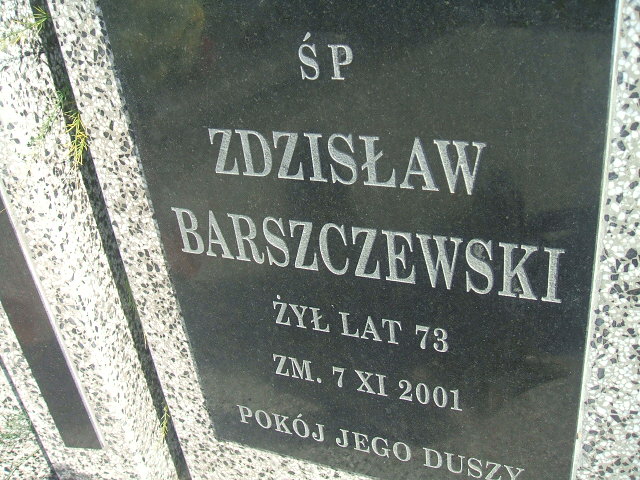 ŚP
ZDZISŁAW
BARSZCZEWSKI
ŻYŁ LAT 73
ZM. 7 XI 2001
POKÓJ JEGO DUSZY